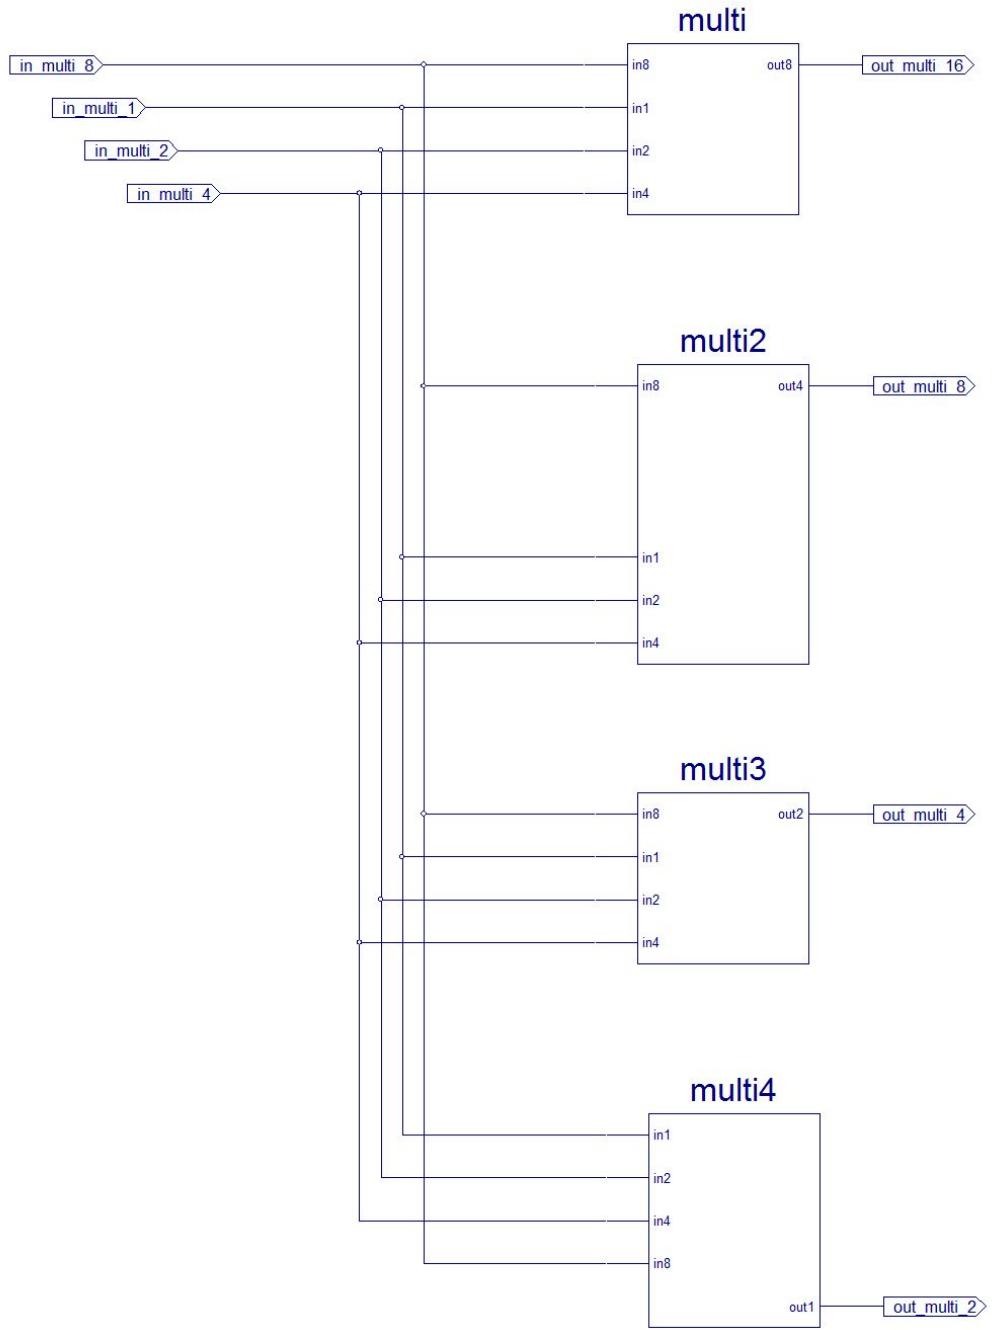 multi
in_multi_8 in8 out8 out_multi_16
in_multi_1 in1
in_multi_2 in2
in_multi_4 in4
multi2
in8 out4 out_multi_8
in1
in2
in4
multi3
in8 out2 out_multi_4
in1
in2
in4
multi4
in1
in2
in4
in8
out1 out_multi_2